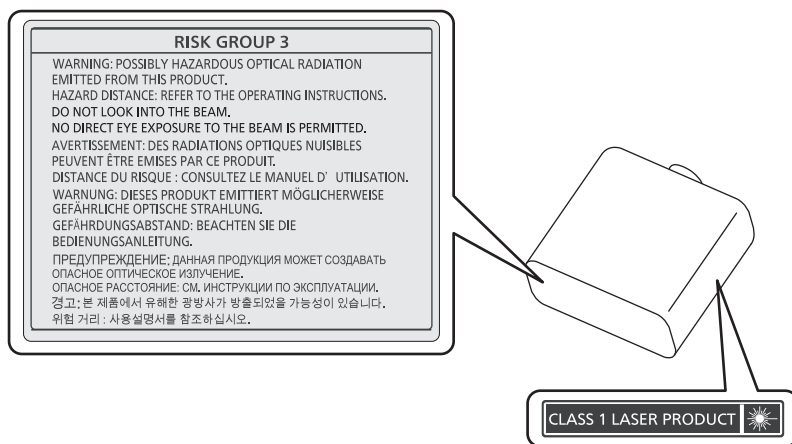 RISK GROUP 3
WARNING: POSSIBLY HAZARDOUS OPTICAL RADIATION
EMITTED FROM THIS PRODUCT.
HAZARD DISTANCE: REFER TO THE OPERATING INSTRUCTIONS.
DO NOT LOOK INTO THE BEAM.
NO DIRECT EYE EXPOSURE TO THE BEAM IS PERMITTED.
AVERTISSEMENT: DES RADIATIONS OPTIQUES NUISIBLES
PEUVENT ÊTRE EMISES PAR CE PRODUIT.
DISTANCE DU RISQUE : CONSULTEZ LE MANUEL D’ UTILISATION.
WARNUNG: DIESES PRODUKT EMITTIERT MÖGLICHERWEISE
GEFÄHRLICHE OPTISCHE STRAHLUNG.
GEFÄHRDUNGSABSTAND: BEACHTEN SIE DIE
BEDIENUNGSANLEITUNG.
ПРЕДУПРЕЖДЕНИЕ: ДАННАЯ ПРОДУКЦИЯ МОЖЕТ СОЗДАВАТЬ
ОПАСНОЕ ОПТИЧЕСКОЕ ИЗЛУЧЕНИЕ.
ОПАСНОЕ РАССТОЯНИЕ: СМ. ИНСТРУКЦИИ ПО ЭКСПЛУАТАЦИИ.
경고: 본 제품에서 유해한 광방사가 방출되었을 가능성이 있습니다.
위험 거리 : 사용설명서를 참조하십시오.
CLASS 1 LASER PRODUCT